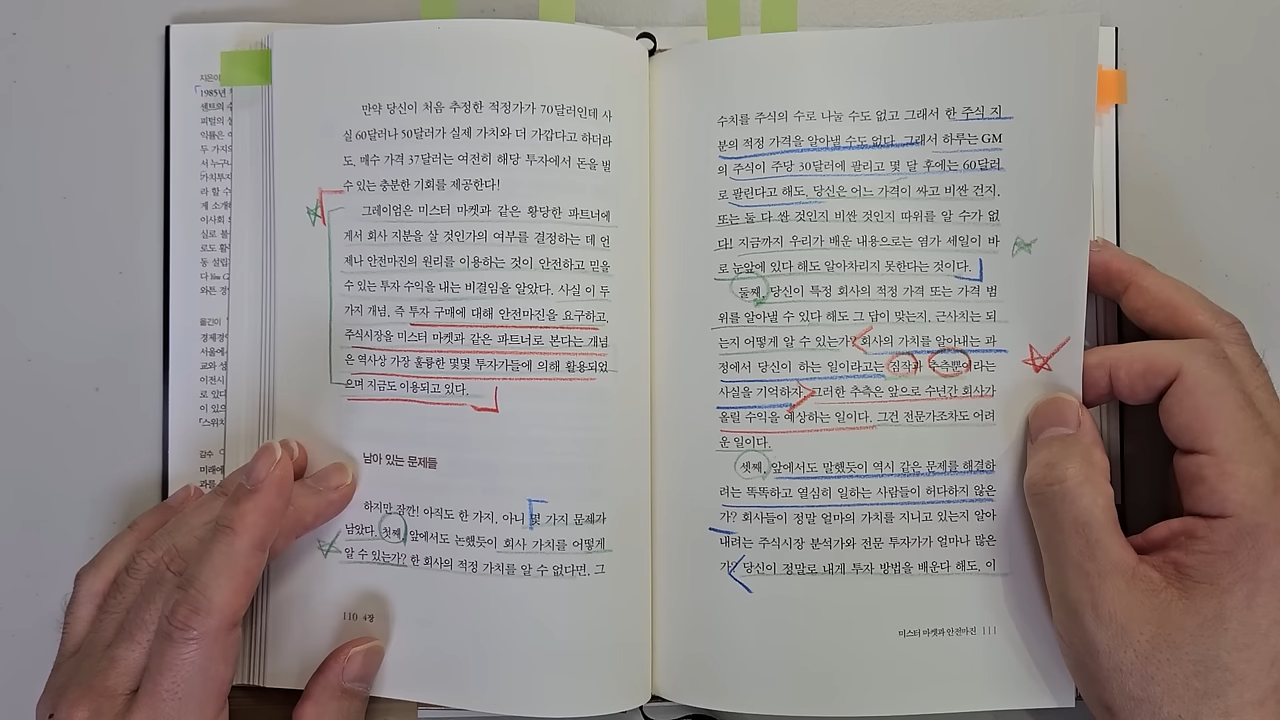 만약 당신이 처음 추정한 적정가가 70달러인데 사
실 60달러나 50달러가 실제 가치와 더 가깝다고 하더라
도, 매수 가격 37달러는 여전히 해당 투자에서 돈을 벌
수 있는 충분한 기회를 제공한다!
그레이엄은 미스터 마켓과 같은 황당한 파트너에
게서 회사 지분을 살 것인가의 여부를 결정하는 데 언
제나 안전마진의 원리를 이용하는 것이 안전하고 믿을
수 있는 투자 수익을 내는 비결임을 알았다. 사실 이 두
가지 개념, 즉 투자 구매에 대해 안전마진을 요구하고,
주식시장을 미스터 마켓과 같은 파트너로 본다는 개념
은 역사상 가장 훌륭한 몇몇 투자가들에 의해 활용되었
으며 지금도 이용되고 있다.
남아 있는 문제들
하지만 잠깐! 아직도 한 가지, 아니 몇 가지 문제가
남았다. 첫째, 앞에서도 논했듯이 회사 가치를 어떻게
알 수 있는가? 한 회사의 적정 가치를 알 수 없다면, 그
110 4장
수치를 주식의 수로 나눌 수도 없고 그래서 한 주식 지
분의 적정 가격을 알아낼 수도 없다. 그래서 하루는 GM
의 주식이 주당 30달러에 팔리고 몇 달 후에는 60달러
로 팔린다고 해도, 당신은 어느 가격이 싸고 비싼 건지,
또는 둘 다 싼 것인지 비싼 것인지 따위를 알 수가 없
다! 지금까지 우리가 배운 내용으로는 염가 세일이 바
로 눈앞에 있다 해도 알아차리지 못한다는 것이다.
둘째, 당신이 특정 회사의 적정 가격 또는 가격 범
위를 알아낼 수 있다 해도 그 답이 맞는지, 근사치는 되
는지 어떻게 알 수 있는가? 회사의 가치를 알아내는 과
정에서 당신이 하는 일이라고는 짐작과 추측뿐이라는
사실을 기억하자. 그러한 추측은 앞으로 수년간 회사가
올릴 수익을 예상하는 일이다. 그건 전문가조차도 어려
운 일이다.
셋째, 앞에서도 말했듯이 역시 같은 문제를 해결하
려는 똑똑하고 열심히 일하는 사람들이 허다하지 않은
가? 회사들이 정말 얼마의 가치를 지니고 있는지 알아
내려는 주식시장 분석가와 전문 투자가가 얼마나 많은
가? 당신이 정말로 내게 투자 방법을 배운다 해도, 이
미스터 마켓과 안전마진 111